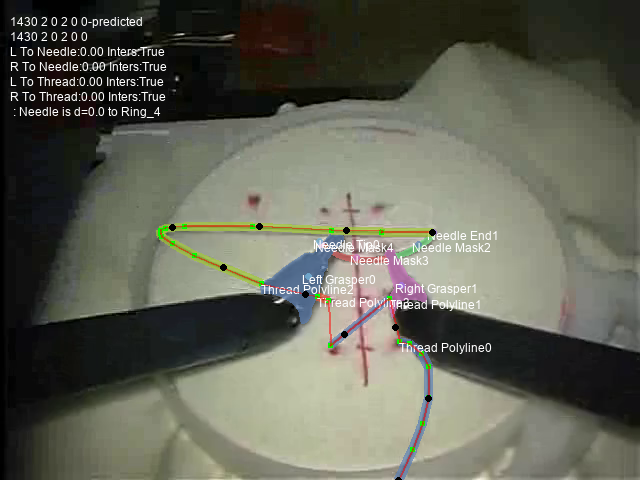 1430 2 0 2 0 0-predicted
1430 2 0 2 0 0
L To Needle:0.00 Inters:True
R To Needle:0.00 Inters:True
L To Thread:0.00 Inters:True
R To Thread:0.00 Inters:True
: Needle is d=0.0 to Ring_4
Needle End1
Needle Tip0
Needle Mask4
Needle Mask2
Needle Mask3
Left Grasper0
Thread Polyline2
Right Grasper1
Thread Polyline1
Thread Polyline0